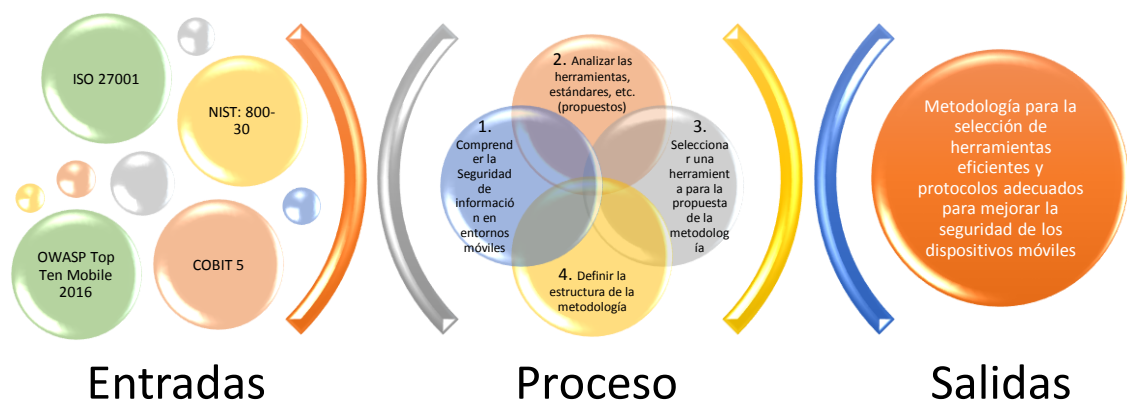 ISO 27001
NIST: 800-
30
OWASP Top
Ten Mobile
2016
COBIT 5
Entradas
1.
Comprend
er la
Seguridad
de
informació
n en
entornos
móviles
2. Analizar las
herramientas,
estándares, etc.
(propuestos)
3.
Selecciona
r una
herramient
a para la
propuesta
de la
metodolog
ía
4. Definir la
estructura de la
metodología
Proceso
Metodología para la
selección de
herramientas
eficientes y
protocolos adecuados
para mejorar la
seguridad de los
dispositivos móviles
Salidas